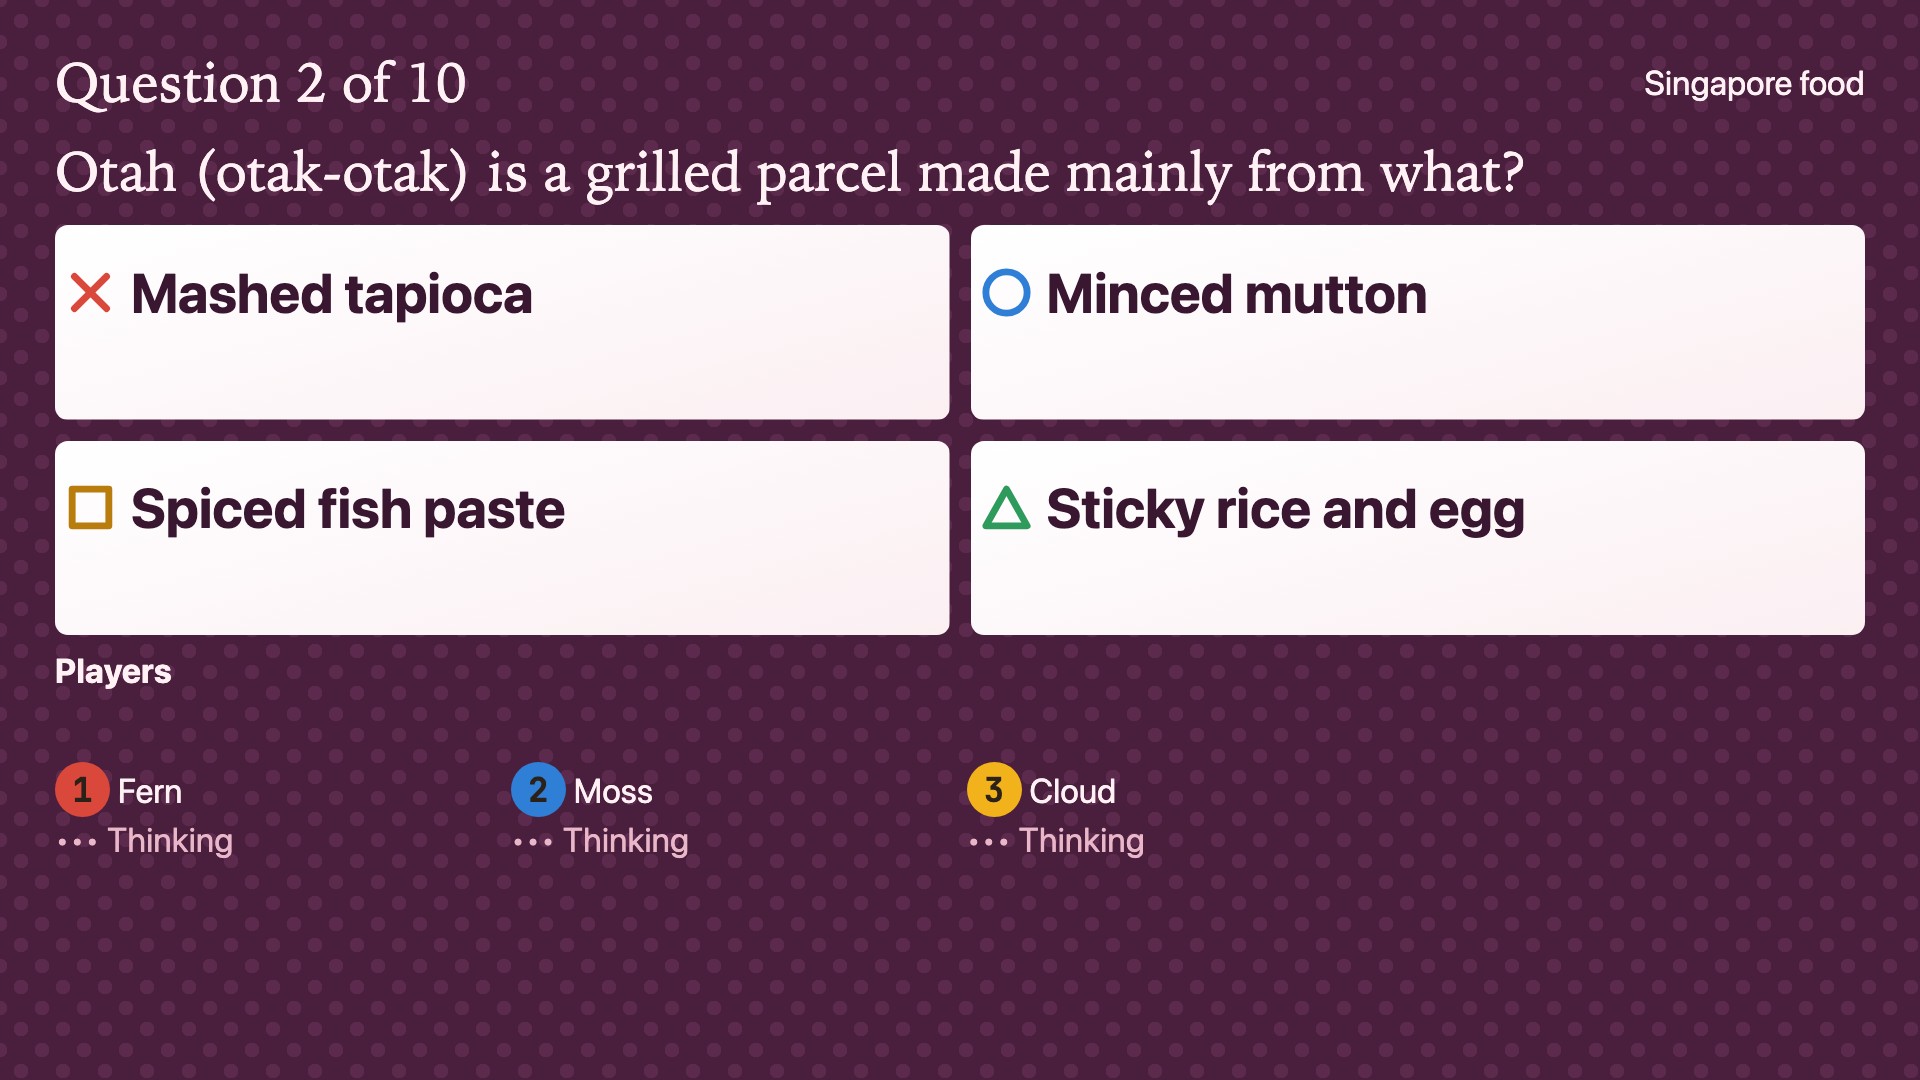 Question 2 of 10
Singapore food
Otah (otak-otak) is a grilled parcel made mainly from what?
Mashed tapioca
Minced mutton
Spiced fish paste
Sticky rice and egg
Players
1 Fern
2 Moss
3 Cloud
··· Thinking
··· Thinking
··· Thinking